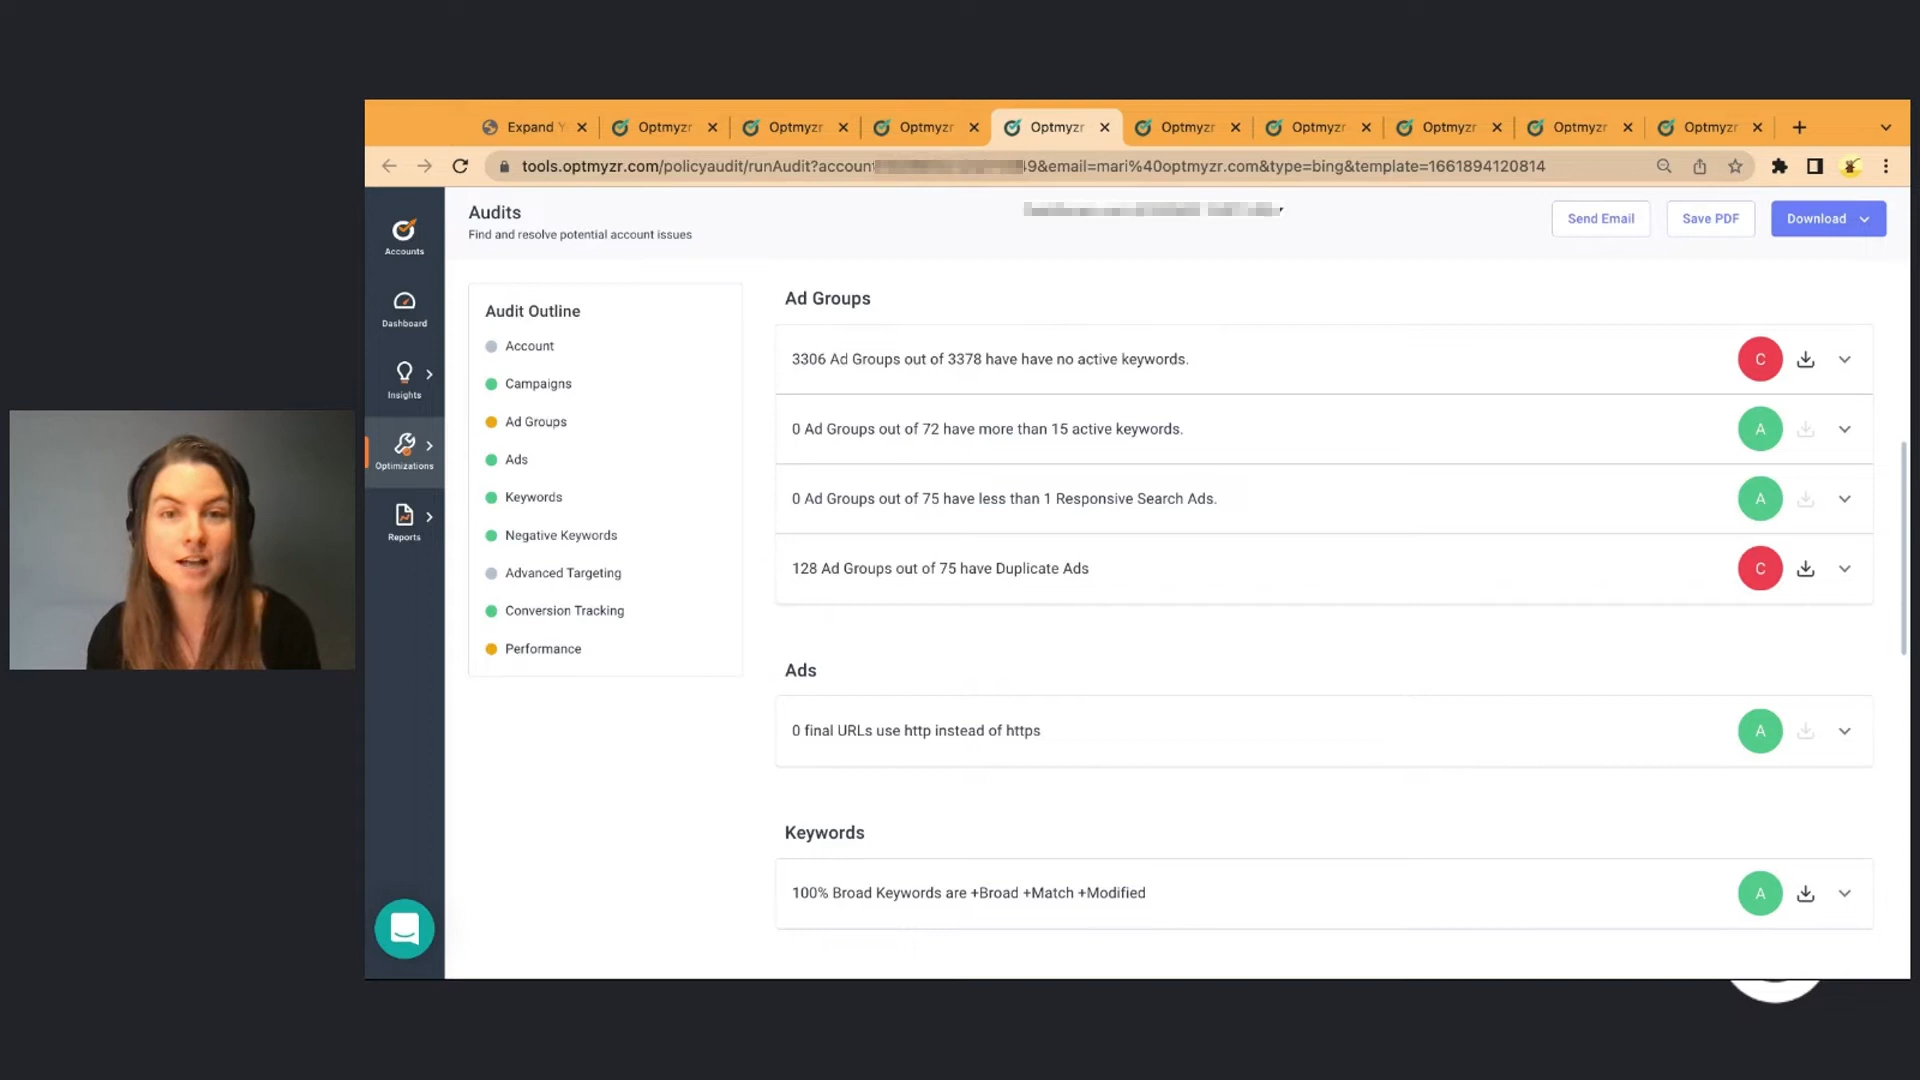 Expand Y
Optmyzr
Optmyzr
Optmyzr
Optmyzr
Optmyzr
Optmyzr
Optmyzr
Optmyzr
Optmyzr
tools.optmyzr.com/policyaudit/runAudit?account
9&email=mari%40optmyzr.com&type=bing&template=1661894120814
Accounts
Dashboard
Insights
Optimizations
Reports
Audits
Find and resolve potential account issues
Send Email
Save PDF
Download
Audit Outline
Account
Campaigns
Ad Groups
Ads
Keywords
Negative Keywords
Advanced Targeting
Conversion Tracking
Performance
Ad Groups
3306 Ad Groups out of 3378 have have no active keywords.
C
0 Ad Groups out of 72 have more than 15 active keywords.
A
0 Ad Groups out of 75 have less than 1 Responsive Search Ads.
A
128 Ad Groups out of 75 have Duplicate Ads
C
Ads
0 final URLs use http instead of https
A
Keywords
100% Broad Keywords are +Broad +Match +Modified
A